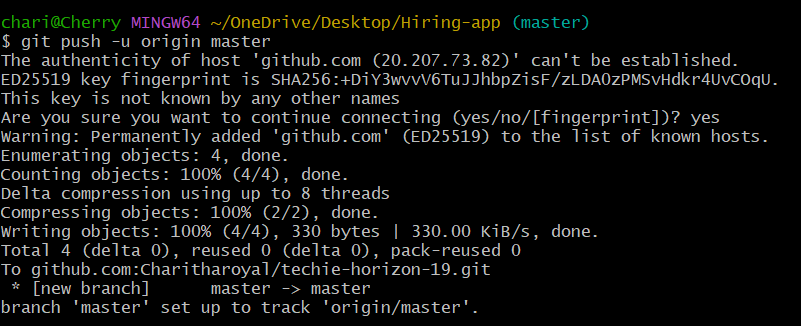 chari@Cherry MINGW64 ~/OneDrive/Desktop/Hiring-app (master)
$ git push -u origin master
The authenticity of host 'github.com (20.207.73.82)' can't be established.
ED25519 key fingerprint is SHA256:+DiY3wvvV6TuJJhbpZisF/zLDA0zPMSvHdkr4UvCOqU.
This key is not known by any other names
Are you sure you want to continue connecting (yes/no/[fingerprint])? yes
Warning: Permanently added 'github.com' (ED25519) to the list of known hosts.
Enumerating objects: 4, done.
Counting objects: 100% (4/4), done.
Delta compression using up to 8 threads
Compressing objects: 100% (2/2), done.
Writing objects: 100% (4/4), 330 bytes | 330.00 KiB/s, done.
Total 4 (delta 0), reused 0 (delta 0), pack-reused 0
To github.com:Charitharoyal/techie-horizon-19.git
 * [new branch]      master -> master
branch 'master' set up to track 'origin/master'.